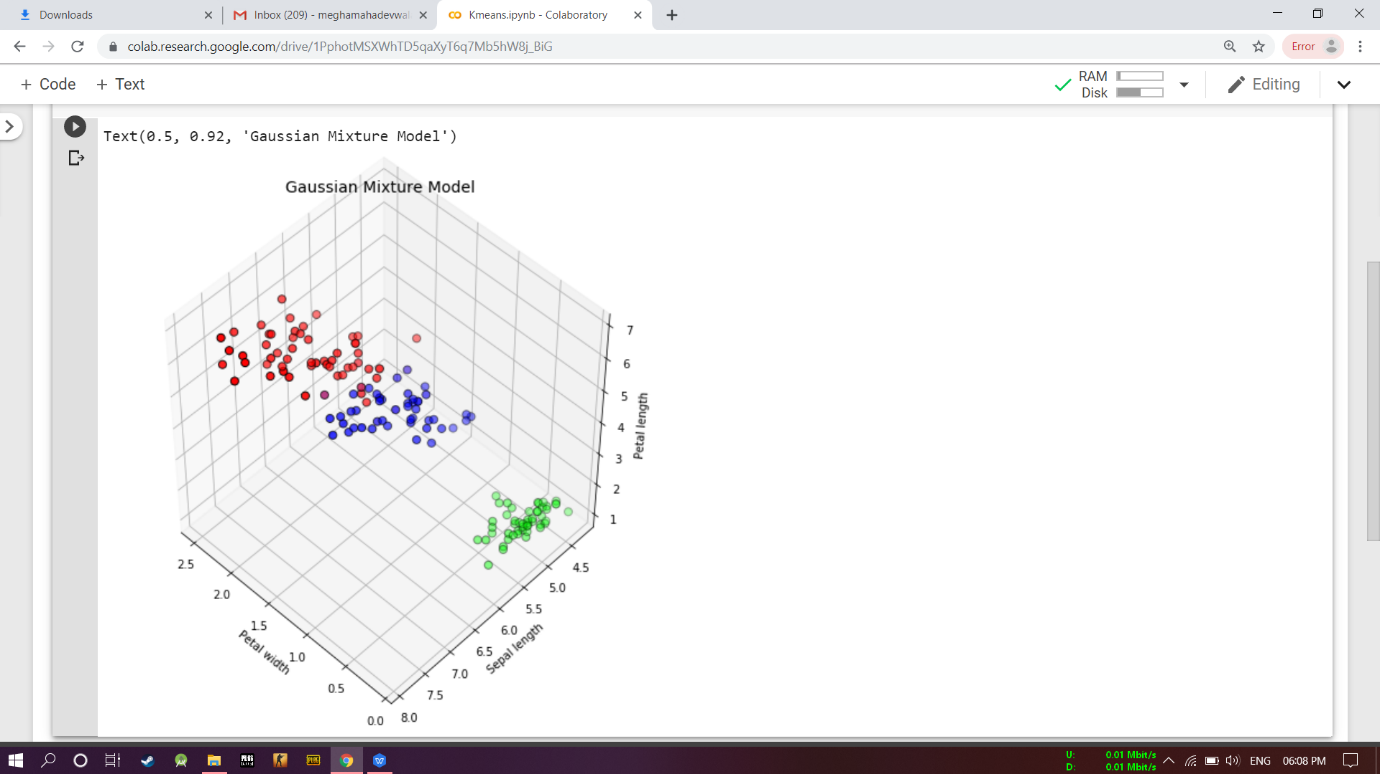 Downloads
Inbox (209) - meghamahadevwal
Kmeans.ipynb - Colaboratory
colab.research.google.com/drive/1PphotMSXWhTD5qaXyT6q7Mb5hW8j_BiG
Error
+ Code + Text
RAM
Disk
Editing
Text(0.5, 0.92, 'Gaussian Mixture Model')
Gaussian Mixture Model
7
6
5
4
3
2
1
Petal length
2.5
2.0
1.5
1.0
0.5
0.0
Petal width
4.5
5.0
5.5
6.0
6.5
7.0
7.5
8.0
Sepal length
U: 0.01 Mbit/s
D: 0.01 Mbit/s
ENG
06:08 PM